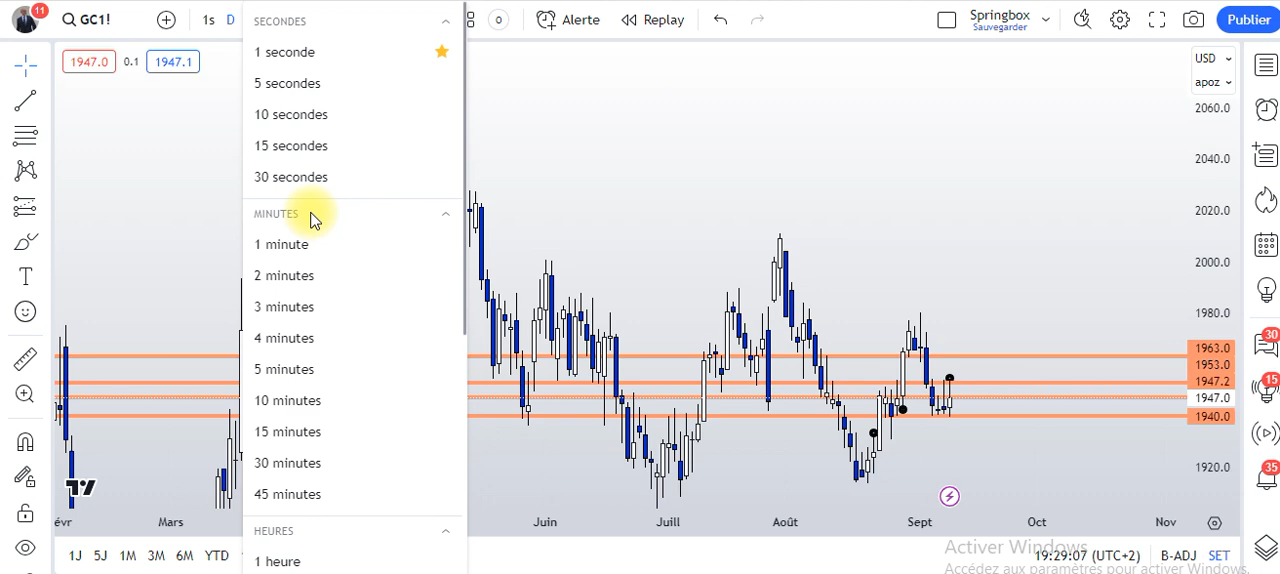 11
GC1!
1s
D
0
Alerte
Replay
Springbox
Sauvegarder
Publier
1947.0
0.1
1947.1
SECONDES
1 seconde
5 secondes
10 secondes
15 secondes
30 secondes
MINUTES
1 minute
2 minutes
3 minutes
4 minutes
5 minutes
10 minutes
15 minutes
30 minutes
45 minutes
HEURES
1 heure
USD
apoz
2060.0
2040.0
2020.0
2000.0
1980.0
1963.0
1953.0
1947.2
1947.0
1940.0
1920.0
30
15
35
évr
Mars
Juin
Juill
Août
Sept
Oct
Nov
1J
5J
1M
3M
6M
YTD
19:29:07 (UTC+2)
B-ADJ
SET
Activer Windows
Accédez aux paramètres pour activer Windows.